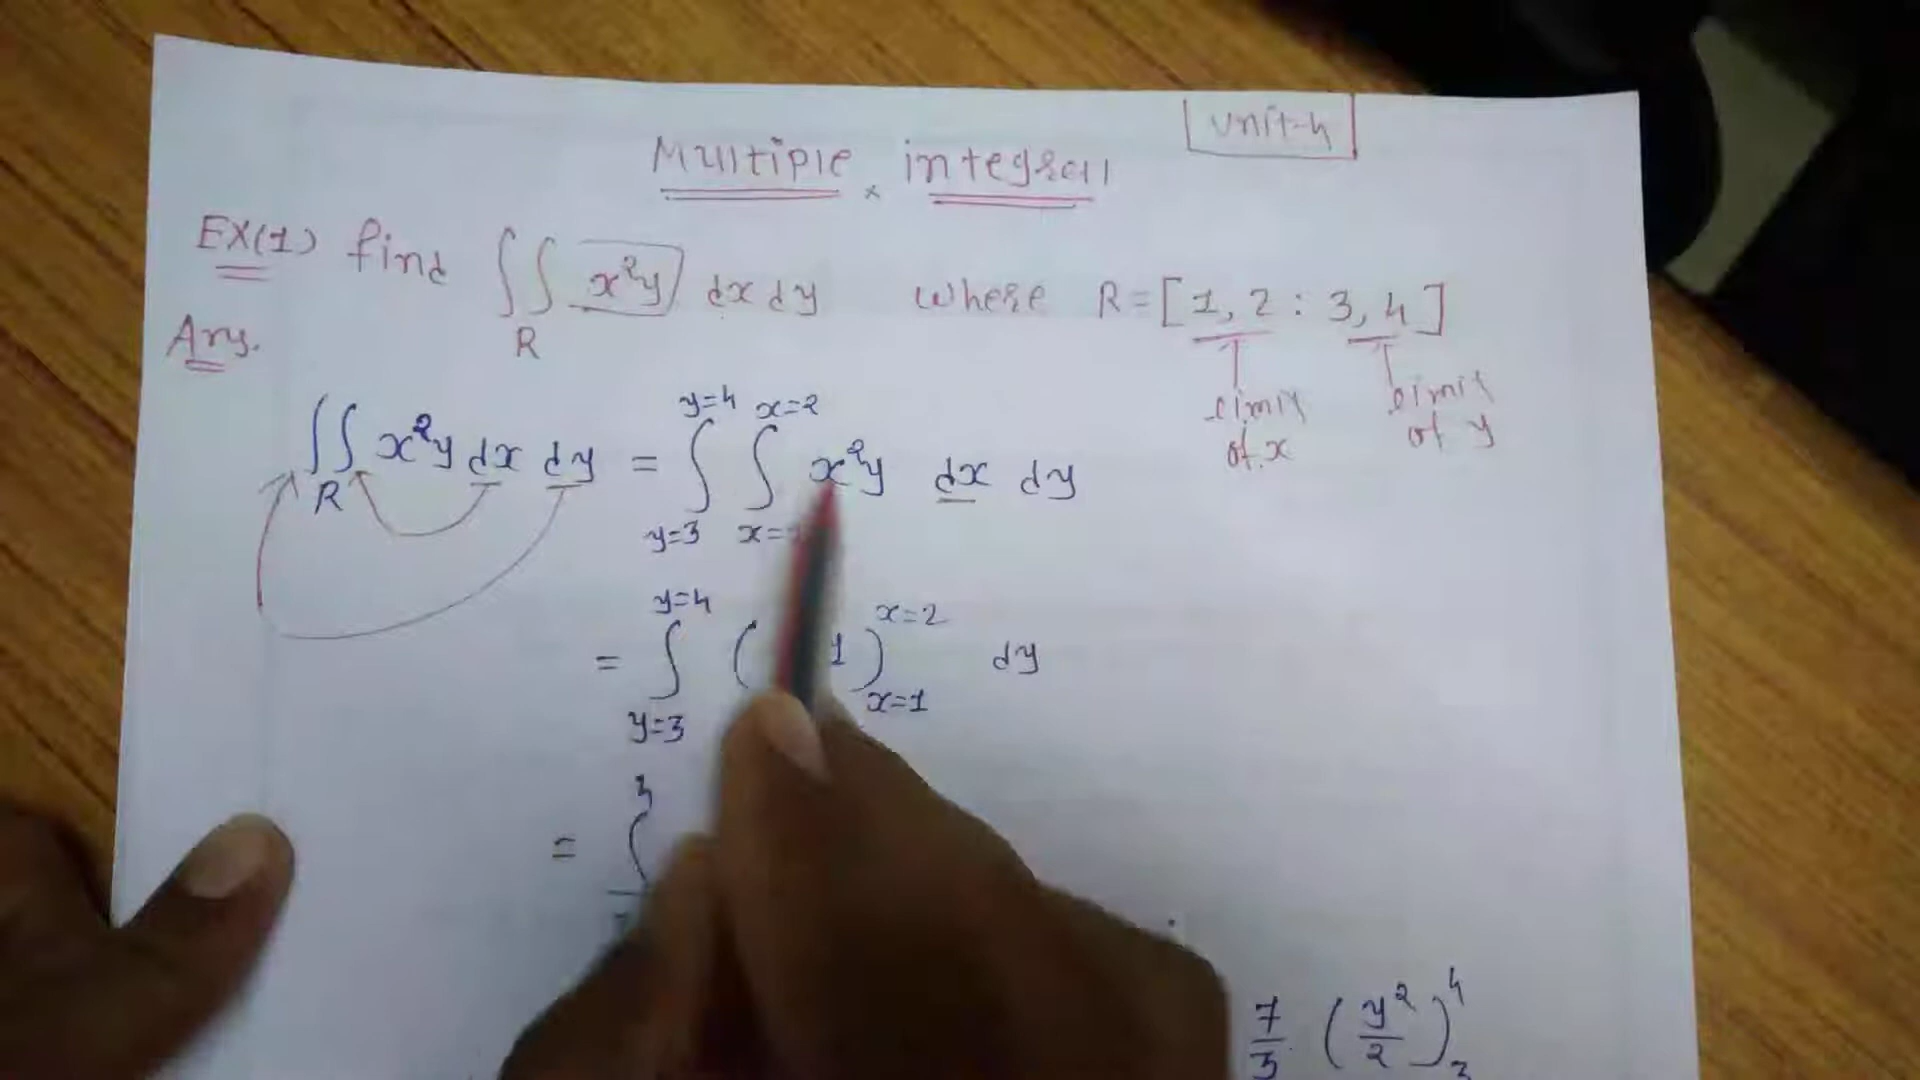 unit-4
Multiple integral
EX(1) find ∫∫ x²y dx dy where R=[1,2 : 3,4]
R
Ans.
limit of x
limit of y
∫∫ x²y dx dy = ∫ ∫ x²y dx dy
R
y=4 x=2
y=3 x=
y=4 x=2
= ∫ ( ) dy
y=3 x=1
=
7/3 (y²/2) 4 3